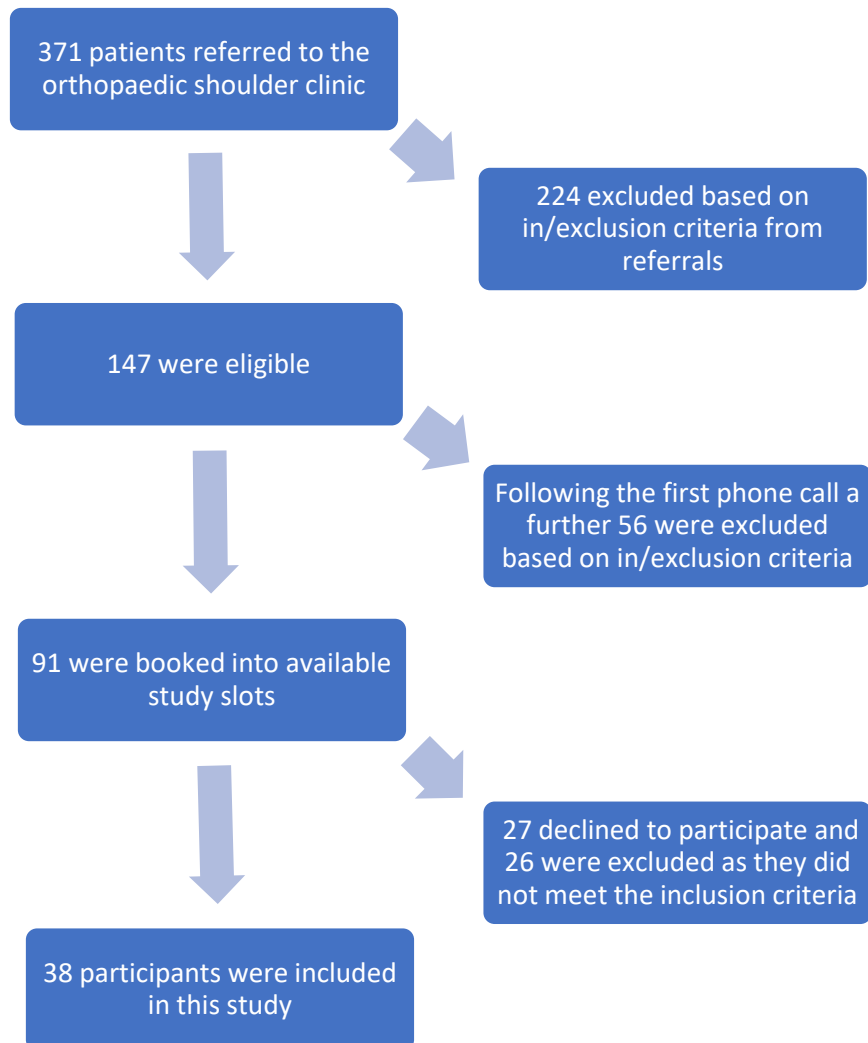 371 patients referred to the
orthopaedic shoulder clinic
224 excluded based on
in/exclusion criteria from
referrals
147 were eligible
Following the first phone call a
further 56 were excluded
based on in/exclusion criteria
91 were booked into available
study slots
27 declined to participate and
26 were excluded as they did
not meet the inclusion criteria
38 participants were included
in this study